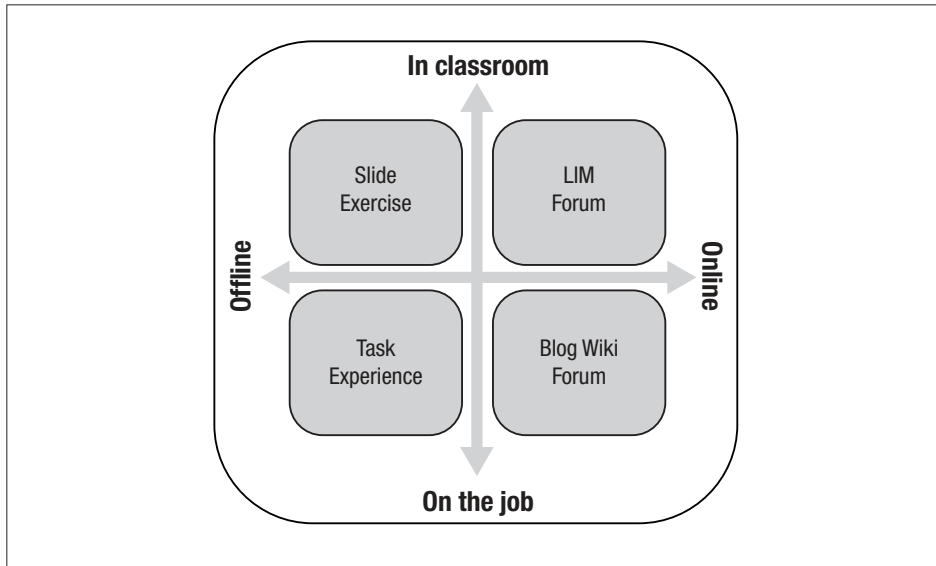 In classroom
Slide
Exercise
LIM
Forum
Offline
Online
Task
Experience
Blog Wiki
Forum
On the job